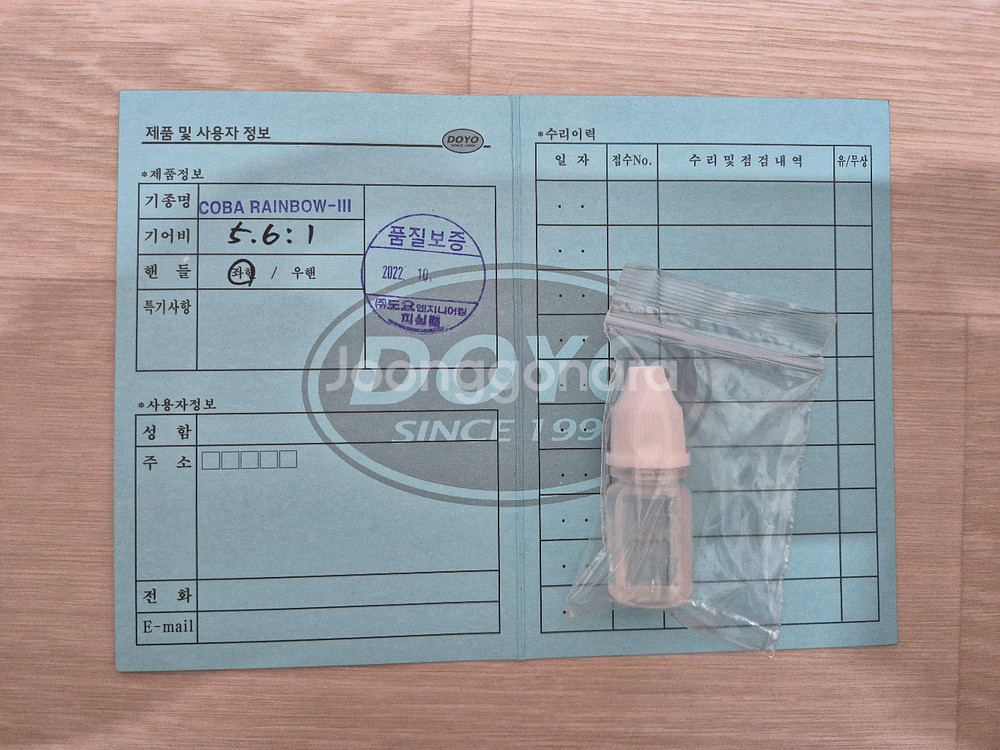 제품 및 사용자 정보
DOYO
SINCE 1999
*제품정보
기종명 COBA RAINBOW-III
기어비 5.6:1
핸 들 좌핸 / 우핸
특기사항
품질보증
2022. 10.
(주)도요엔지니어링
*사용자정보
성 함
주 소
전 화
E-mail
*수리이력
일 자 접수No. 수리및점검내역 유/무상
DOYO
SINCE 199
Joonggonara